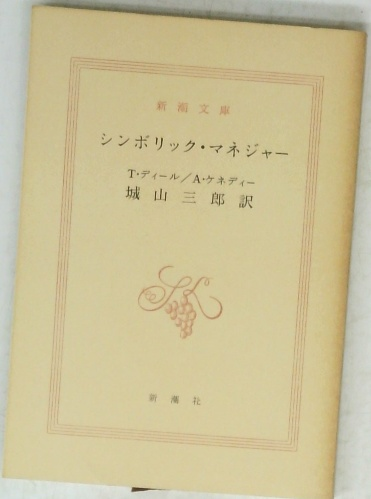 新潮文庫
シンボリック・マネジャー
T・ディール／A・ケネディー
城山三郎訳
新潮社